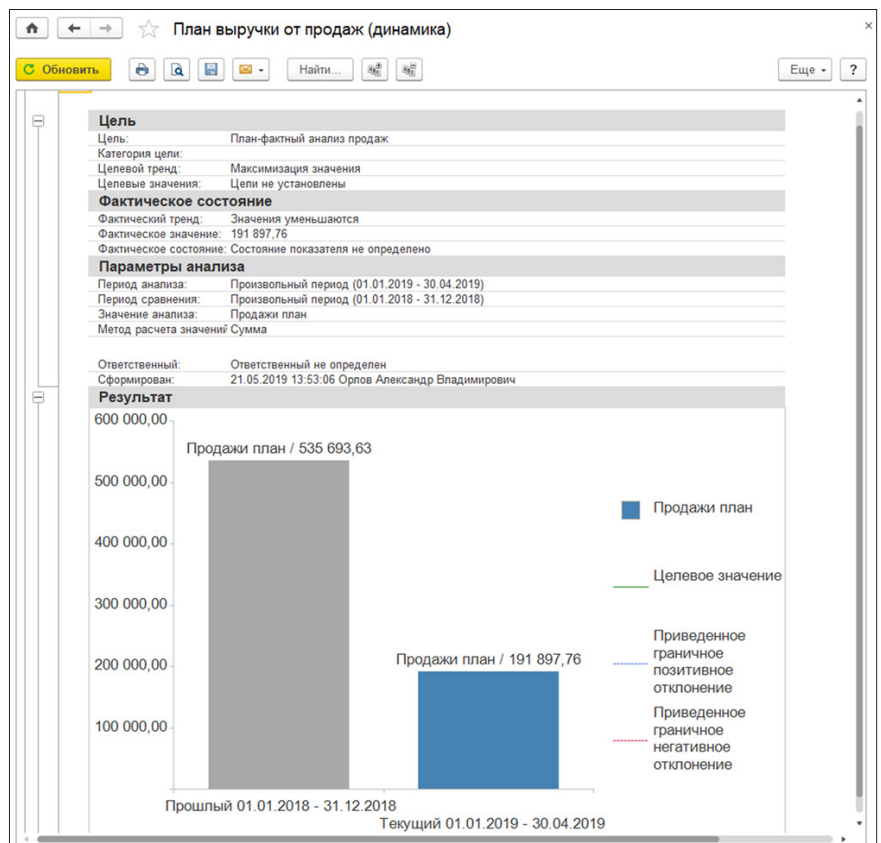 План выручки от продаж (динамика)
Обновить
Найти...
Еще
?
Цель
Цель: План-фактный анализ продаж
Категория цели:
Целевой тренд: Максимизация значения
Целевые значения: Цели не установлены
Фактическое состояние
Фактический тренд: Значения уменьшаются
Фактическое значение: 191 897,76
Фактическое состояние: Состояние показателя не определено
Параметры анализа
Период анализа: Произвольный период (01.01.2019 - 30.04.2019)
Период сравнения: Произвольный период (01.01.2018 - 31.12.2018)
Значение анализа: Продажи план
Метод расчета значений Сумма
Ответственный: Ответственный не определен
Сформирован: 21.05.2019 13:53:06 Орлов Александр Владимирович
Результат
600 000,00
Продажи план / 535 693,63
500 000,00
400 000,00
300 000,00
200 000,00
100 000,00
Продажи план / 191 897,76
Продажи план
Целевое значение
Приведенное
граничное
позитивное
отклонение
Приведенное
граничное
негативное
отклонение
Прошлый 01.01.2018 - 31.12.2018
Текущий 01.01.2019 - 30.04.2019